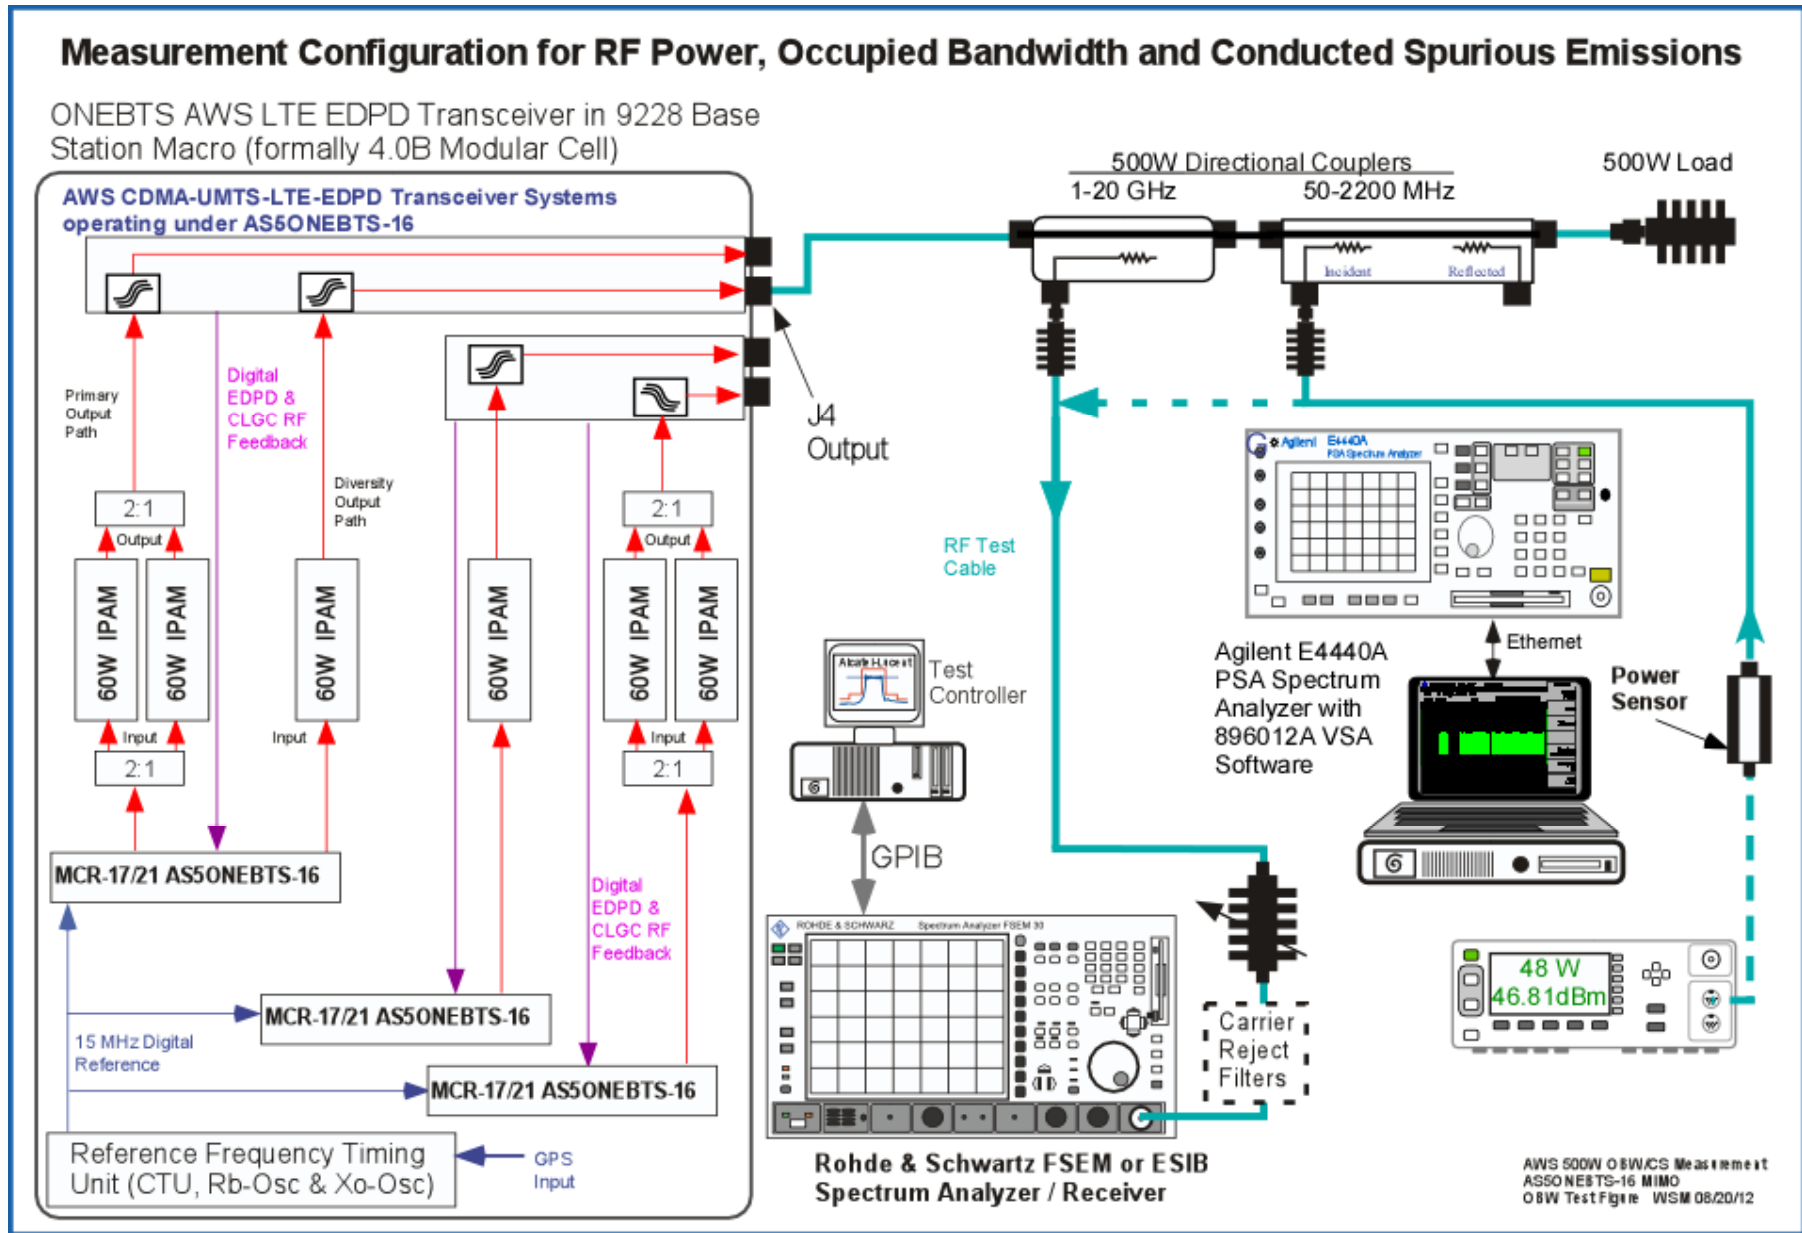 Measurement Configuration for RF Power, Occupied Bandwidth and Conducted Spurious Emissions
ONEBTS AWS LTE EDPD Transceiver in 9228 Base
Station Macro (formally 4.0B Modular Cell)
AWS CDMA-UMTS-LTE-EDPD Transceiver Systems
operating under AS5ONEBTS-16
500W Directional Couplers
1-20 GHz
50-2200 MHz
500W Load
Incident
Reflected
Primary
Output
Path
Digital
EDPD &
CLGC RF
Feedback
Diversity
Output
Path
J4
Output
2:1
Output
2:1
Output
60W IPAM
60W IPAM
60W IPAM
60W IPAM
60W IPAM
60W IPAM
Input
Input
Input
2:1
2:1
MCR-17/21 AS5ONEBTS-16
Digital
EDPD &
CLGC RF
Feedback
MCR-17/21 AS5ONEBTS-16
15 MHz Digital
Reference
MCR-17/21 AS5ONEBTS-16
Reference Frequency Timing
Unit (CTU, Rb-Osc & Xo-Osc)
GPS
Input
RF Test
Cable
Agilent E4440A
PSA Spectrum Analyzer
Ethernet
Agilent E4440A
PSA Spectrum
Analyzer with
896012A VSA
Software
Power
Sensor
Alcatel-Lucent
Test
Controller
GPIB
ROHDE & SCHWARZ Spectrum Analyzer FSEM 30
Carrier
Reject
Filters
48 W
46.81dBm
Rohde & Schwartz FSEM or ESIB
Spectrum Analyzer / Receiver
AWS 500W OBW/CS Measurement
AS5ONEBTS-16 MIMO
OBW Test Figure WSM 08/20/12